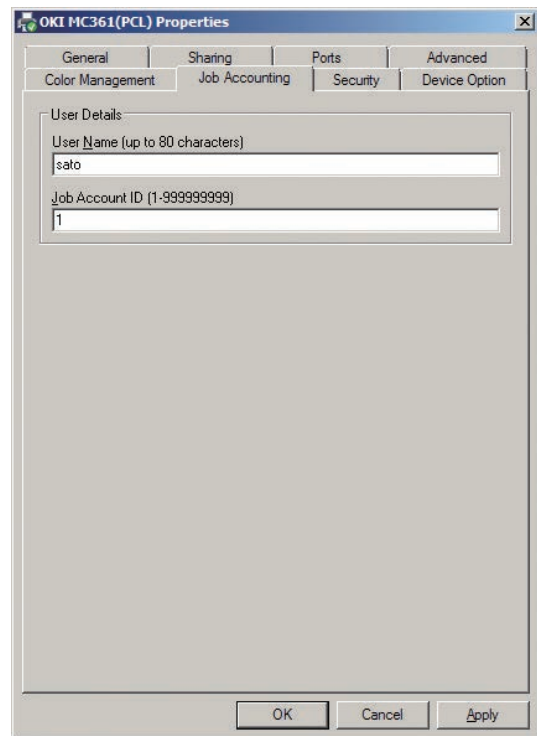 OKI MC361(PCL) Properties
General Sharing Ports Advanced
Color Management Job Accounting Security Device Option
User Details
User Name (up to 80 characters)
sato
Job Account ID (1-999999999)
1
OK Cancel Apply